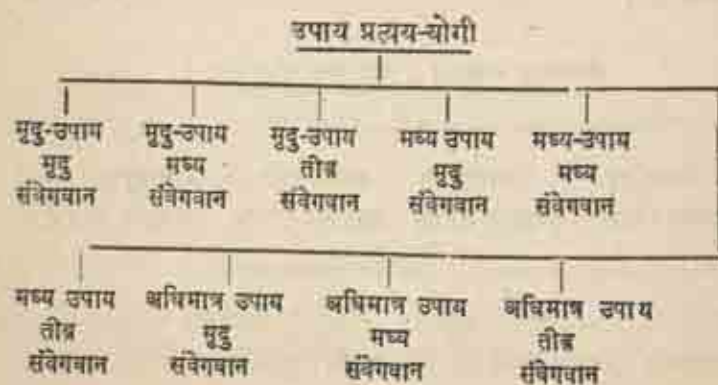 उपाय प्रत्यय-योगी
मृदु-उपाय मृदु-उपाय मृदु-उपाय मध्य उपाय मध्य-उपाय
मृदु मध्य तीव्र मृदु मध्य
संवेगवान संवेगवान संवेगवान संवेगवान संवेगवान
मध्य उपाय अधिमात्र उपाय अधिमात्र उपाय अधिमात्र उपाय
तीव्र मृदु मध्य तीव्र
संवेगवान संवेगवान संवेगवान संवेगवान